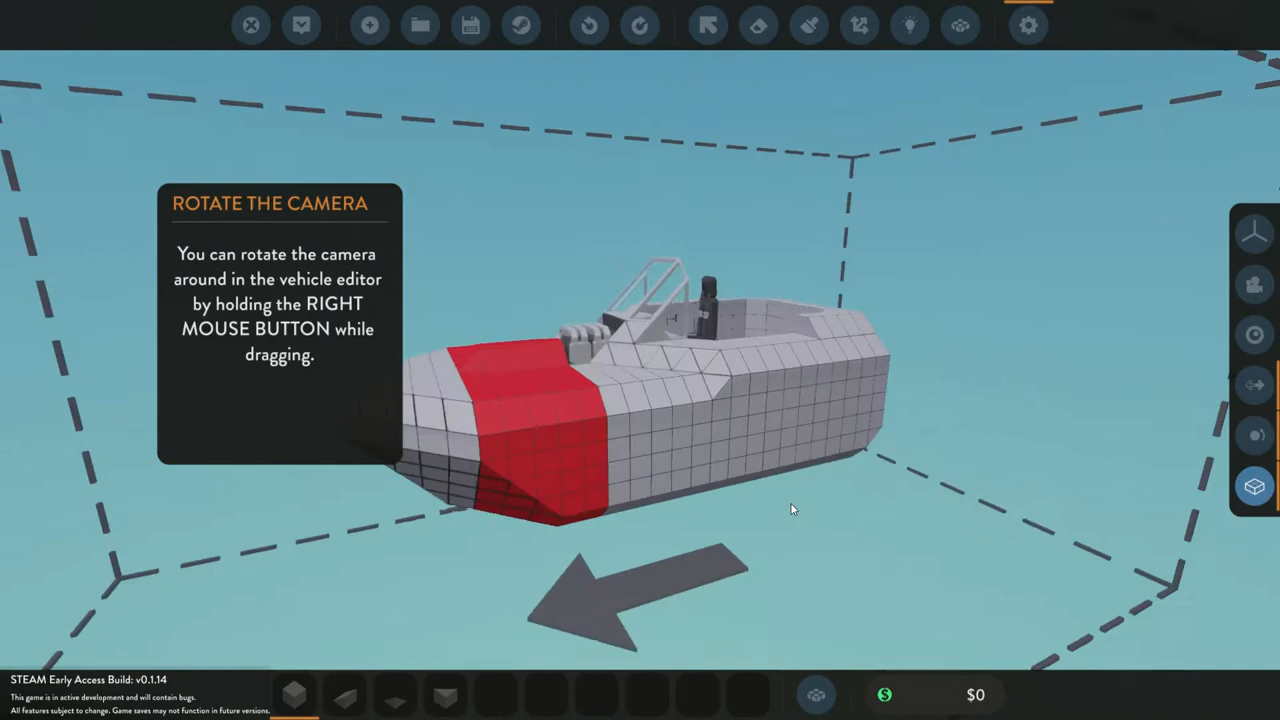 ROTATE THE CAMERA
You can rotate the camera
around in the vehicle editor
by holding the RIGHT
MOUSE BUTTON while
dragging.
STEAM Early Access Build: v0.1.14
This game is in active development and will contain bugs.
All features subject to change. Game saves may not function in future versions.
$
$0